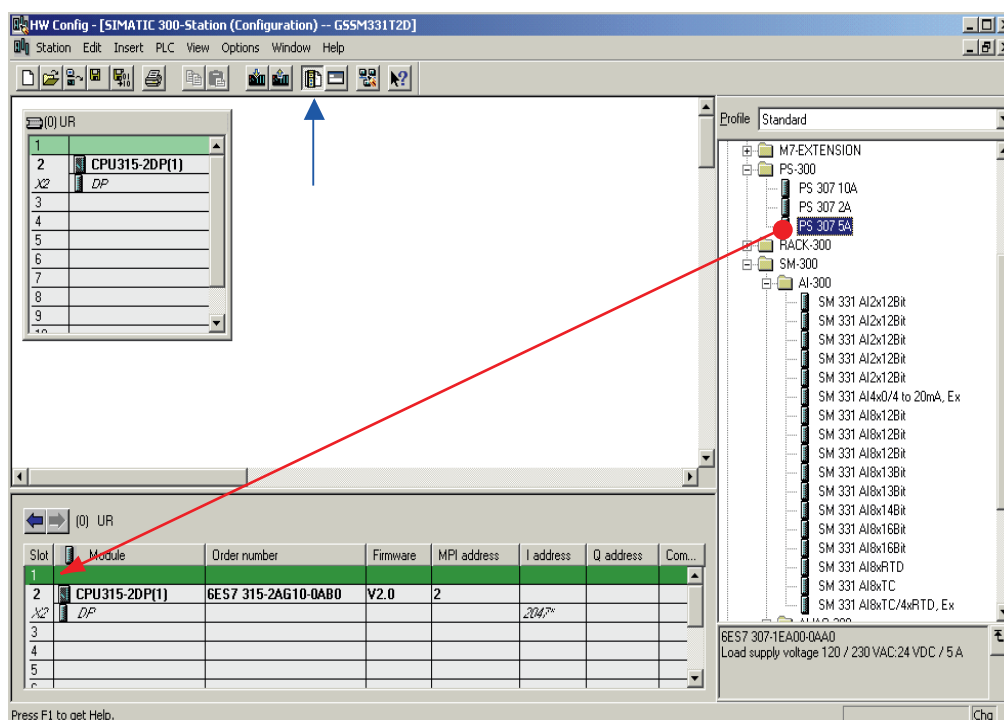 HW Config - [SIMATIC 300-Station (Configuration) -- GSSM331T2D]
Station Edit Insert PLC View Options Window Help
(0) UR
1
2 CPU315-2DP(1)
X2 DP
3
4
5
6
7
8
9
10
Profile Standard
M7-EXTENSION
PS-300
PS 307 10A
PS 307 2A
PS 307 5A
RACK-300
SM-300
AI-300
SM 331 AI2x12Bit
SM 331 AI2x12Bit
SM 331 AI2x12Bit
SM 331 AI2x12Bit
SM 331 AI2x12Bit
SM 331 AI4x0/4 to 20mA, Ex
SM 331 AI8x12Bit
SM 331 AI8x12Bit
SM 331 AI8x12Bit
SM 331 AI8x13Bit
SM 331 AI8x13Bit
SM 331 AI8x14Bit
SM 331 AI8x16Bit
SM 331 AI8x16Bit
SM 331 AI8xRTD
SM 331 AI8xTC
SM 331 AI8xTC/4xRTD, Ex
6ES7 307-1EA00-0AA0
Load supply voltage 120 / 230 VAC:24 VDC / 5 A
(0) UR
Slot Module Order number Firmware MPI address I address Q address Com...
1
2 CPU315-2DP(1) 6ES7 315-2AG10-0AB0 V2.0 2
X2 DP 2047*
3
4
5
Press F1 to get Help.
Chg